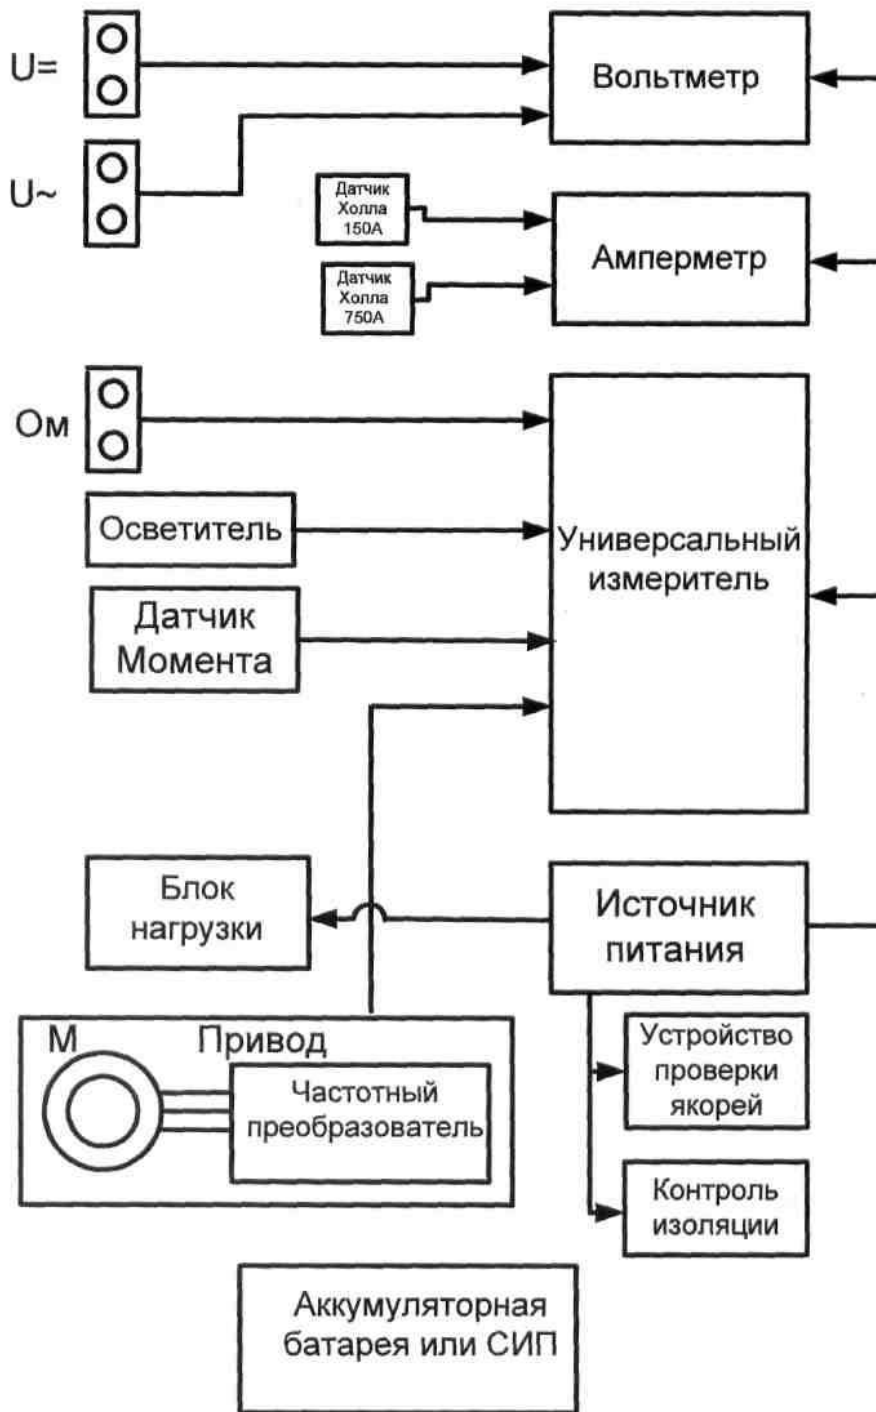 U=
Вольтметр
U~
Датчик
Холла
150А
Амперметр
Датчик
Холла
750А
Ом
Осветитель
Универсальный
измеритель
Датчик
Момента
Блок
нагрузки
Источник
питания
М
Привод
Частотный
преобразователь
Устройство
проверки
якорей
Контроль
изоляции
Аккумуляторная
батарея или СИП